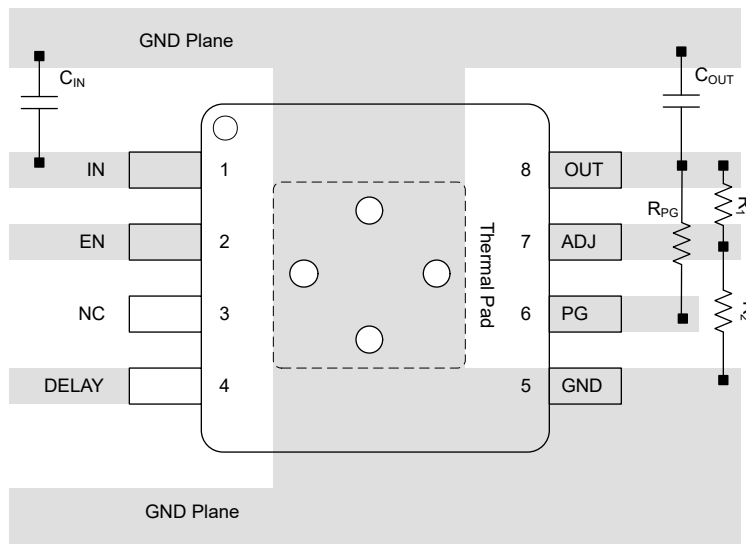 GND Plane
CIN
COUT
IN 1 8 OUT
RPG R1
EN 2 7 ADJ
Thermal Pad
NC 3 6 PG
R2
DELAY 4 5 GND
GND Plane